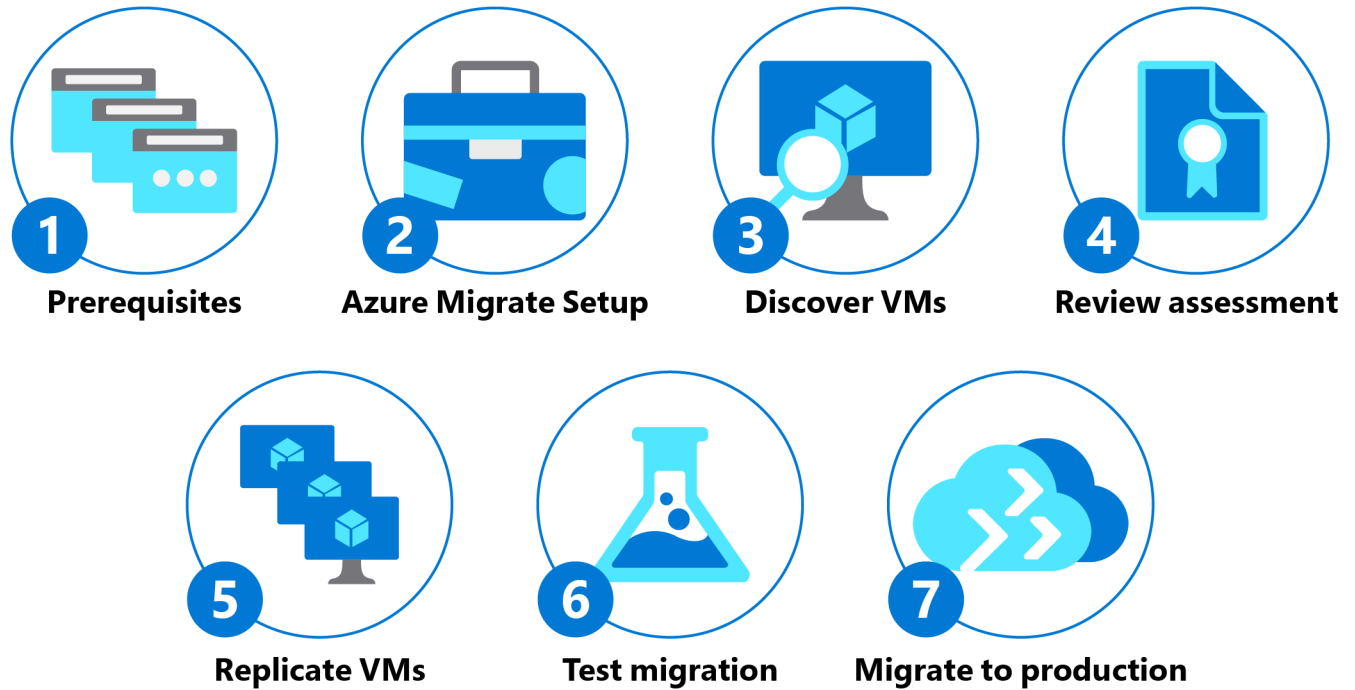 1
Prerequisites
2
Azure Migrate Setup
3
Discover VMs
4
Review assessment
5
Replicate VMs
6
Test migration
7
Migrate to production